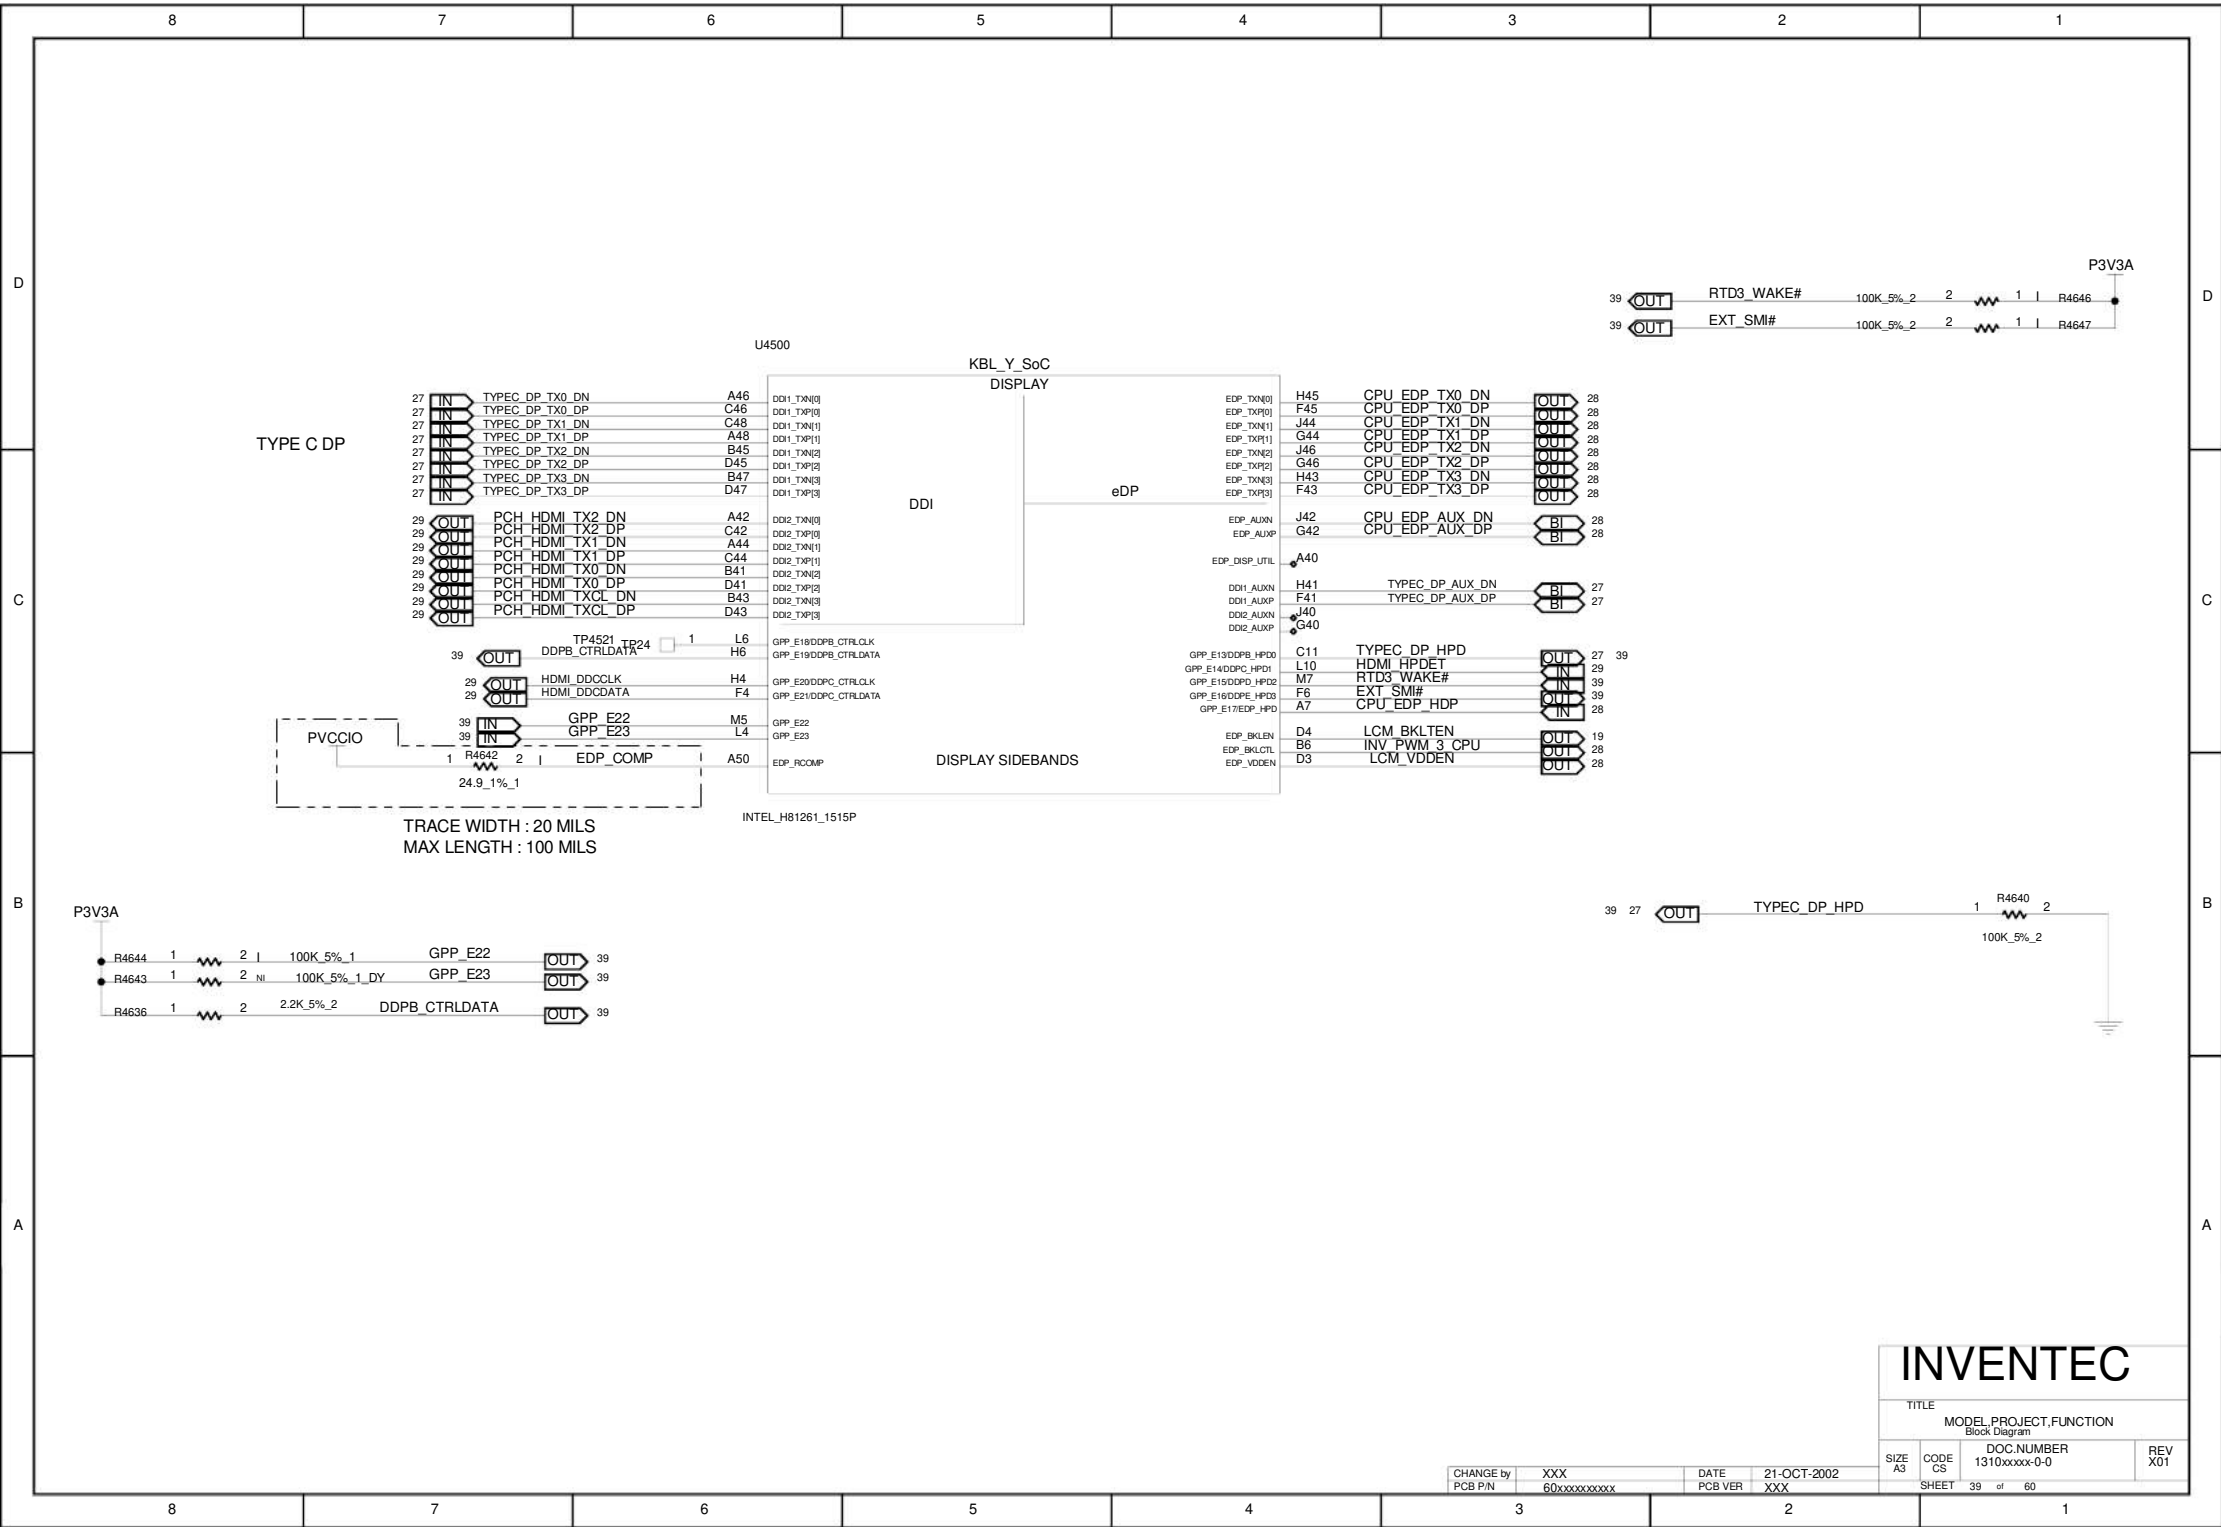 8 7 6 5 4 3 2 1
D
D
P3V3A
39 OUT RTD3_WAKE# 100K_5%_2 2 1 I R4646
39 OUT EXT_SMI# 100K_5%_2 2 1 I R4647
U4500
KBL_Y_SoC
DISPLAY
TYPE C DP
27 IN TYPEC_DP_TX0_DN A46 DDI1_TXN[0]
27 IN TYPEC_DP_TX0_DP C46 DDI1_TXP[0]
27 IN TYPEC_DP_TX1_DN C48 DDI1_TXN[1]
27 IN TYPEC_DP_TX1_DP A48 DDI1_TXP[1]
27 IN TYPEC_DP_TX2_DN B45 DDI1_TXN[2]
27 IN TYPEC_DP_TX2_DP D45 DDI1_TXP[2]
27 IN TYPEC_DP_TX3_DN B47 DDI1_TXN[3]
27 IN TYPEC_DP_TX3_DP D47 DDI1_TXP[3]
DDI
eDP
29 OUT PCH_HDMI_TX2_DN A42 DDI2_TXN[0]
29 OUT PCH_HDMI_TX2_DP C42 DDI2_TXP[0]
29 OUT PCH_HDMI_TX1_DN A44 DDI2_TXN[1]
29 OUT PCH_HDMI_TX1_DP C44 DDI2_TXP[1]
29 OUT PCH_HDMI_TX0_DN B41 DDI2_TXN[2]
29 OUT PCH_HDMI_TX0_DP D41 DDI2_TXP[2]
29 OUT PCH_HDMI_TXCL_DN B43 DDI2_TXN[3]
29 OUT PCH_HDMI_TXCL_DP D43 DDI2_TXP[3]
TP4521 TP24 1 L6 GPP_E18/DDPB_CTRLCLK
39 OUT DDPB_CTRLDATA H6 GPP_E19/DDPB_CTRLDATA
29 OUT HDMI_DDCCLK H4 GPP_E20/DDPC_CTRLCLK
29 OUT HDMI_DDCDATA F4 GPP_E21/DDPC_CTRLDATA
39 IN GPP_E22 M5 GPP_E22
39 IN GPP_E23 L4 GPP_E23
PVCCIO
1 R4642 2 I EDP_COMP A50 EDP_RCOMP
24.9_1%_1
DISPLAY SIDEBANDS
TRACE WIDTH : 20 MILS
MAX LENGTH : 100 MILS
INTEL_H81261_1515P
EDP_TXN[0] H45 CPU_EDP_TX0_DN OUT 28
EDP_TXP[0] F45 CPU_EDP_TX0_DP OUT 28
EDP_TXN[1] J44 CPU_EDP_TX1_DN OUT 28
EDP_TXP[1] G44 CPU_EDP_TX1_DP OUT 28
EDP_TXN[2] J46 CPU_EDP_TX2_DN OUT 28
EDP_TXP[2] G46 CPU_EDP_TX2_DP OUT 28
EDP_TXN[3] H43 CPU_EDP_TX3_DN OUT 28
EDP_TXP[3] F43 CPU_EDP_TX3_DP OUT 28
EDP_AUXN J42 CPU_EDP_AUX_DN BI 28
EDP_AUXP G42 CPU_EDP_AUX_DP BI 28
EDP_DISP_UTIL A40
DDI1_AUXN H41 TYPEC_DP_AUX_DN BI 27
DDI1_AUXP F41 TYPEC_DP_AUX_DP BI 27
DDI2_AUXN J40
DDI2_AUXP G40
GPP_E13/DDPB_HPD0 C11 TYPEC_DP_HPD OUT 27 39
GPP_E14/DDPC_HPD1 L10 HDMI_HPDET IN 29
GPP_E15/DDPD_HPD2 M7 RTD3_WAKE# IN 39
GPP_E16/DDPE_HPD3 F6 EXT_SMI# OUT 39
GPP_E17/EDP_HPD A7 CPU_EDP_HDP IN 28
EDP_BKLEN D4 LCM_BKLTEN OUT 19
EDP_BKLCTL B6 INV_PWM_3_CPU OUT 28
EDP_VDDEN D3 LCM_VDDEN OUT 28
C
C
B
B
P3V3A
R4644 1 2 I 100K_5%_1 GPP_E22 OUT 39
R4643 1 2 NI 100K_5%_1_DY GPP_E23 OUT 39
R4636 1 2 2.2K_5%_2 DDPB_CTRLDATA OUT 39
39 27 OUT TYPEC_DP_HPD 1 R4640 2
100K_5%_2
A
A
INVENTEC
TITLE
MODEL,PROJECT,FUNCTION
Block Diagram
SIZE A3 CODE CS DOC.NUMBER 1310xxxxx-0-0 REV X01
CHANGE by XXX DATE 21-OCT-2002
PCB P/N 60xxxxxxxxxx PCB VER XXX
SHEET 39 of 60
8 7 6 5 4 3 2 1